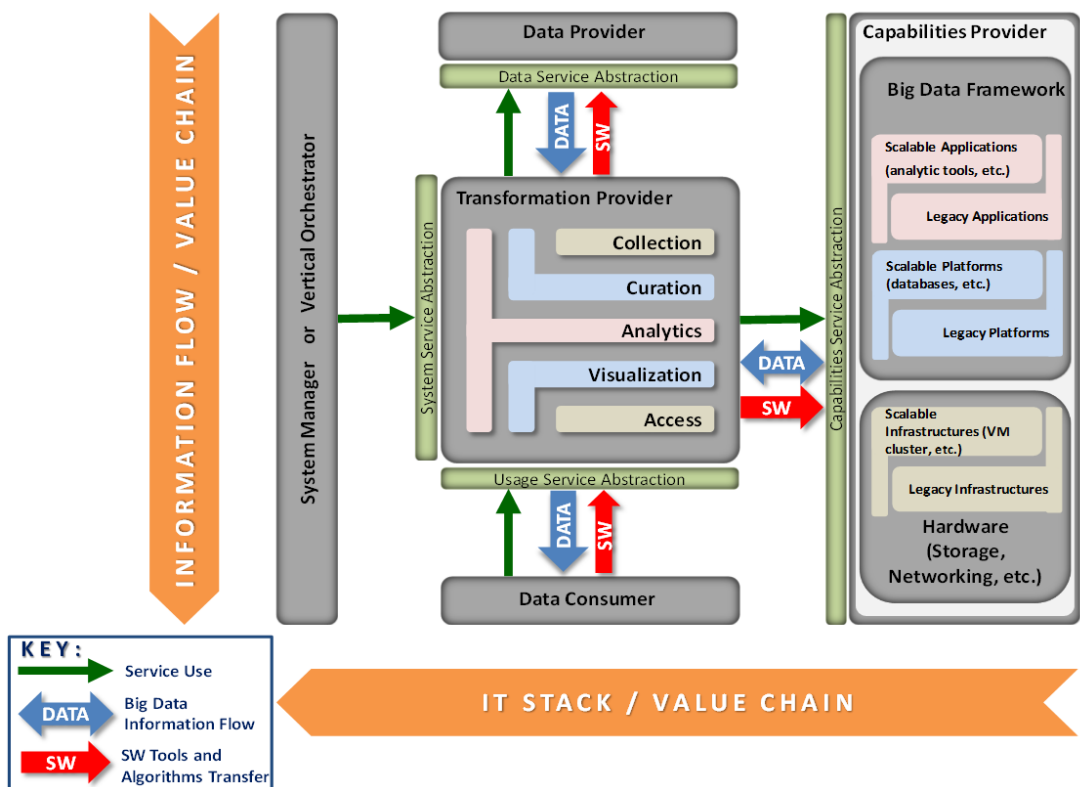 INFORMATION FLOW / VALUE CHAIN
System Manager or Vertical Orchestrator
Data Provider
Data Service Abstraction
DATA
SW
System Service Abstraction
Transformation Provider
Collection
Curation
Analytics
Visualization
Access
DATA
SW
Usage Service Abstraction
DATA
SW
Data Consumer
Capabilities Service Abstraction
Capabilities Provider
Big Data Framework
Scalable Applications
(analytic tools, etc.)
Legacy Applications
Scalable Platforms
(databases, etc.)
Legacy Platforms
Scalable
Infrastructures (VM
cluster, etc.)
Legacy Infrastructures
Hardware
(Storage,
Networking, etc.)
KEY:
Service Use
DATA
Big Data
Information Flow
SW
SW Tools and
Algorithms Transfer
IT STACK / VALUE CHAIN